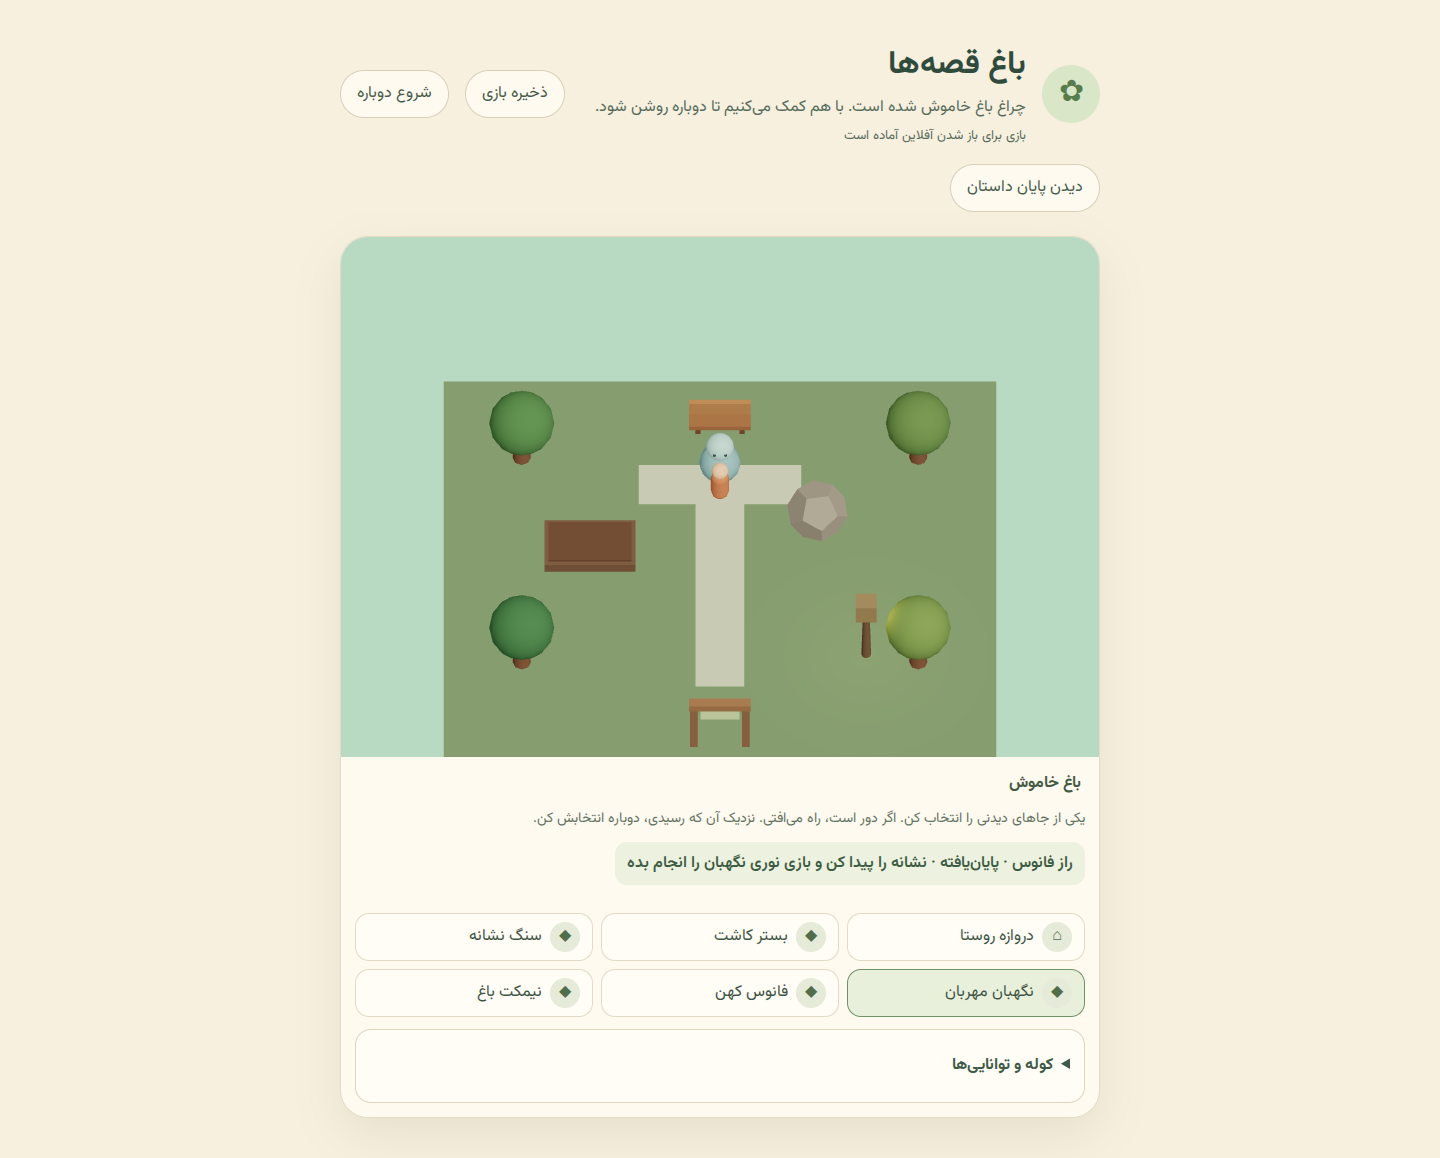 باغ قصه‌ها
چراغ باغ خاموش شده است. با هم کمک می‌کنیم تا دوباره روشن شود.
بازی برای باز شدن آفلاین آماده است
ذخیره بازی
شروع دوباره
دیدن پایان داستان
باغ خاموش
یکی از جاهای دیدنی را انتخاب کن. اگر دور است، راه می‌افتی. نزدیک آن که رسیدی، دوباره انتخابش کن.
راز فانوس · پایان‌یافته · نشانه را پیدا کن و بازی نوری نگهبان را انجام بده
دروازه روستا
بستر کاشت
سنگ نشانه
نگهبان مهربان
فانوس کهن
نیمکت باغ
کوله و توانایی‌ها